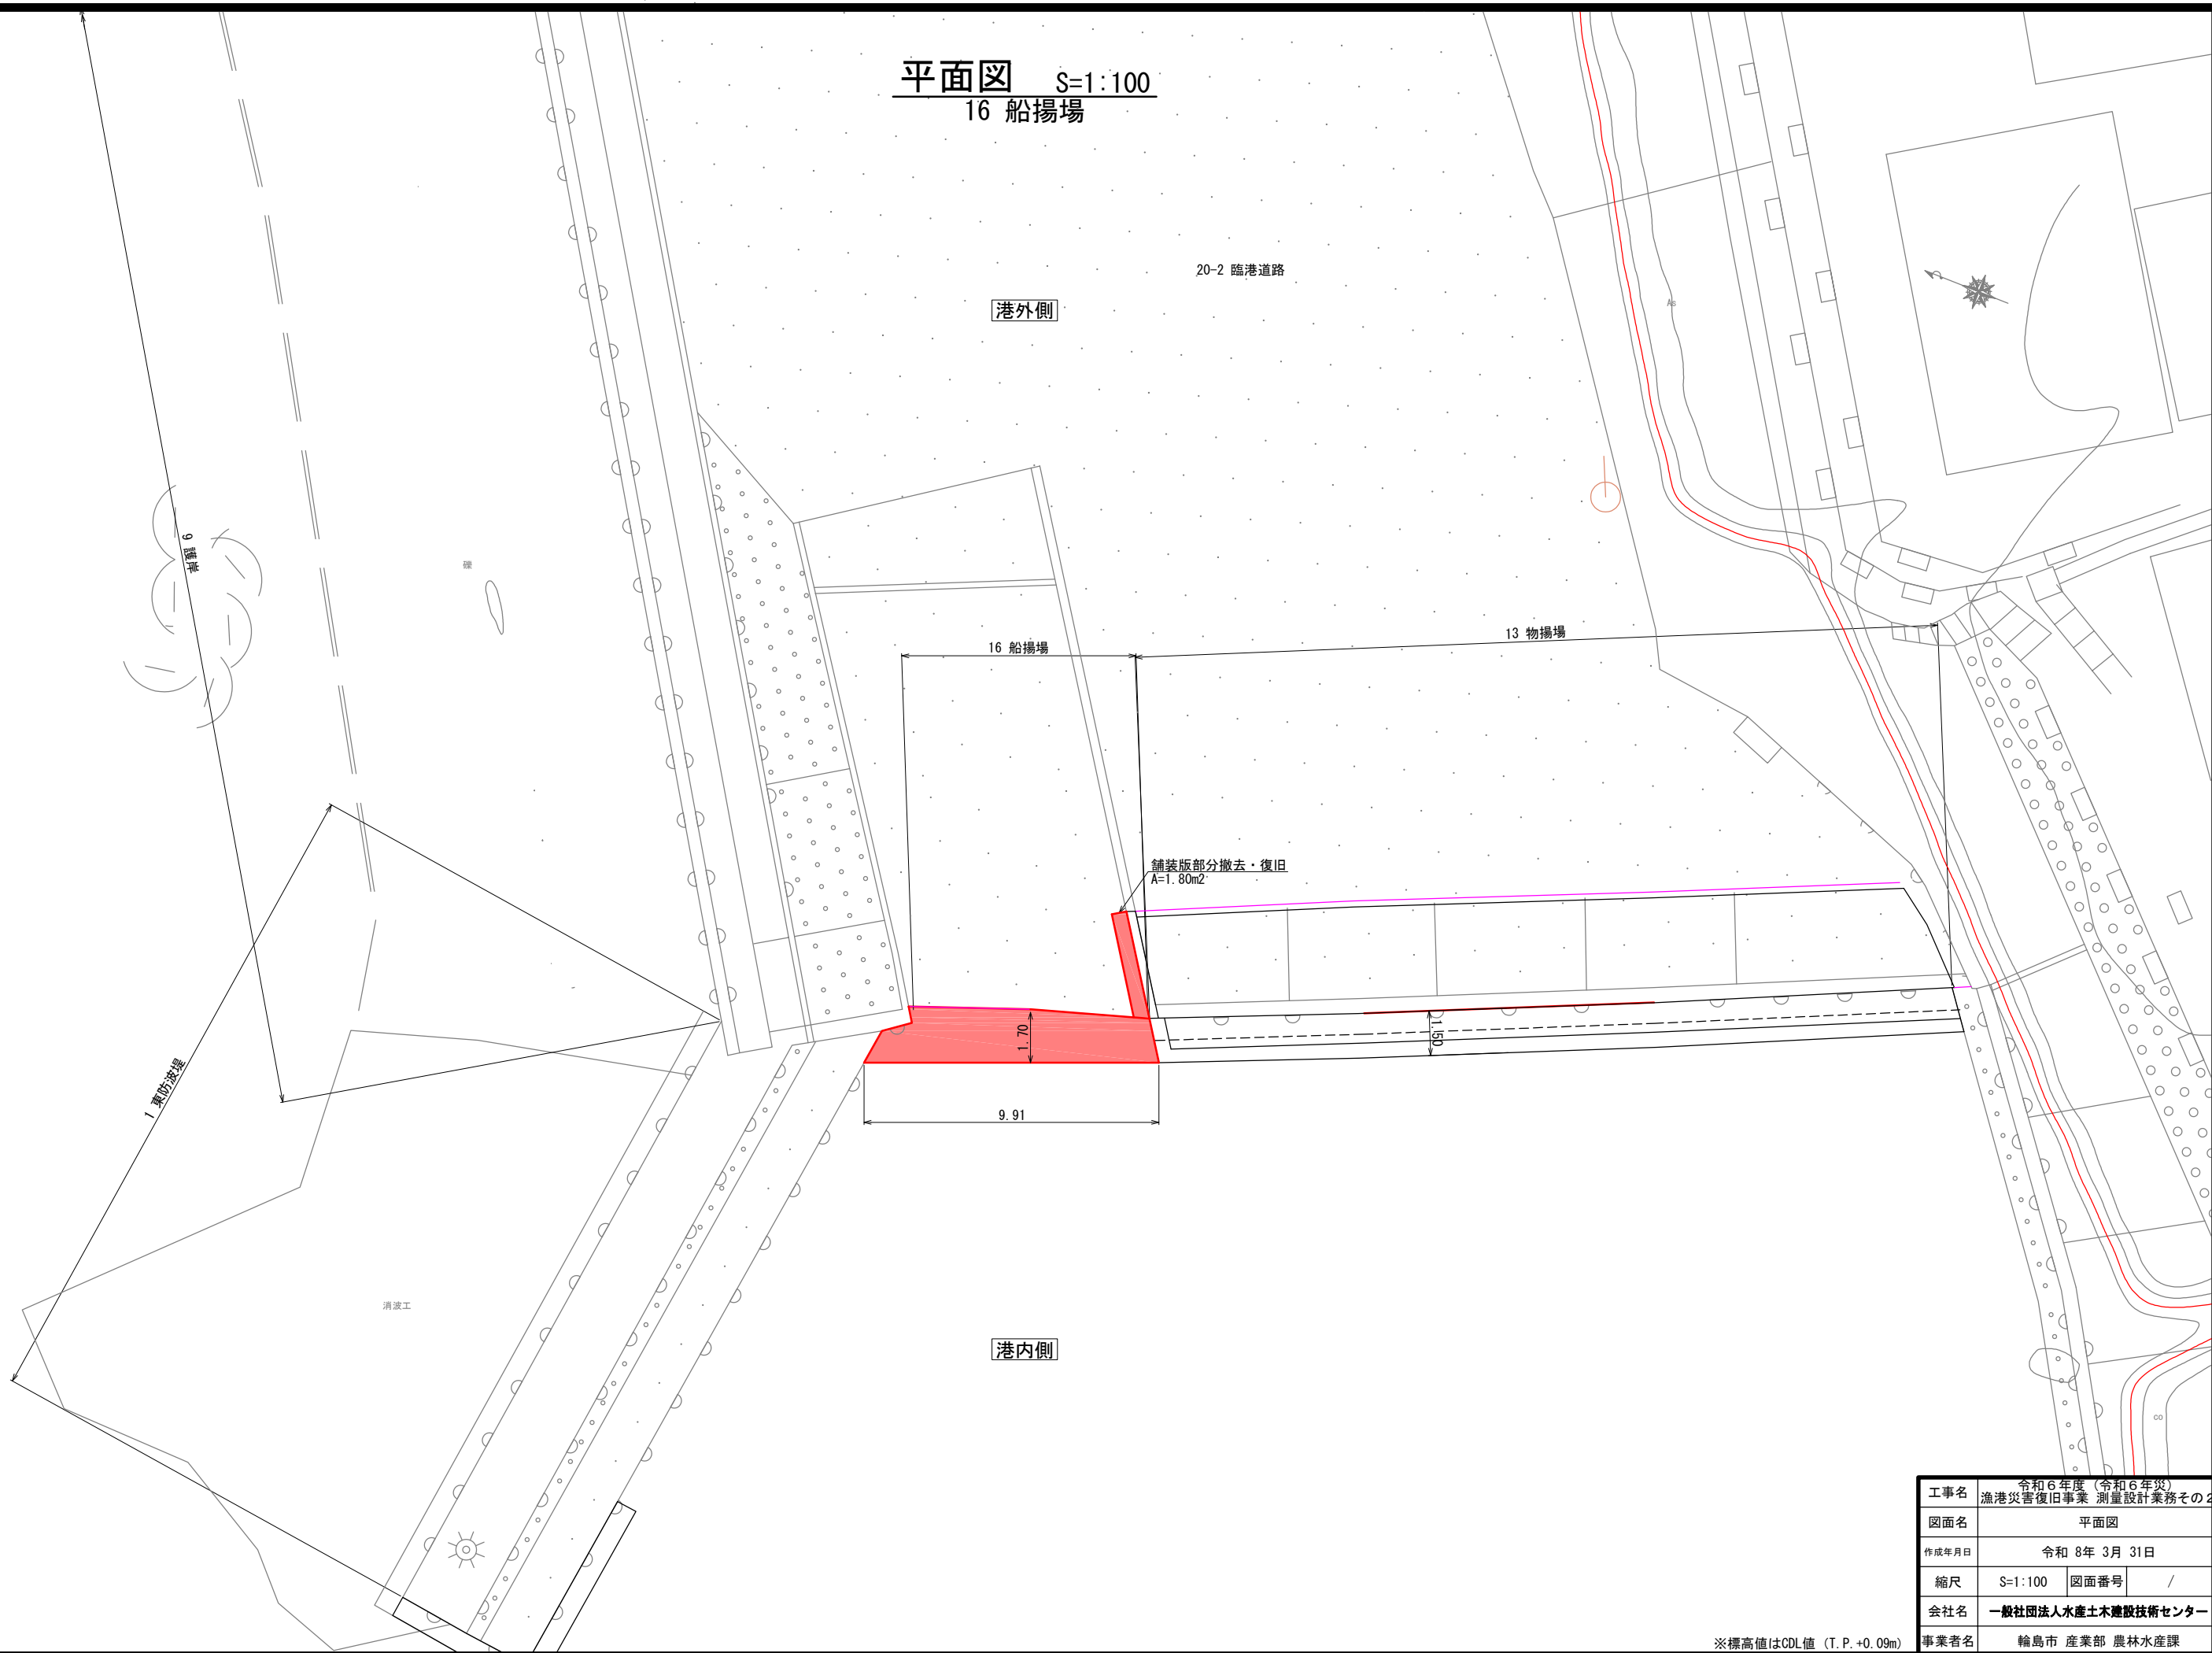 平面図 S=1:100
16 船揚場
20-2 臨港道路
港外側
As
9 護岸
礫
16 船揚場
13 物揚場
舗装版部分撤去・復旧
A=1.80m2
1.70
1.50
9.91
1 東防波堤
消波工
港内側
co
工事名 令和６年度（令和６年災）
漁港災害復旧事業 測量設計業務その２
図面名 平面図
作成年月日 令和 8年 3月 31日
縮尺 S=1:100 図面番号 /
会社名 一般社団法人水産土木建設技術センター
事業者名 輪島市 産業部 農林水産課
※標高値はCDL値（T.P.+0.09m）